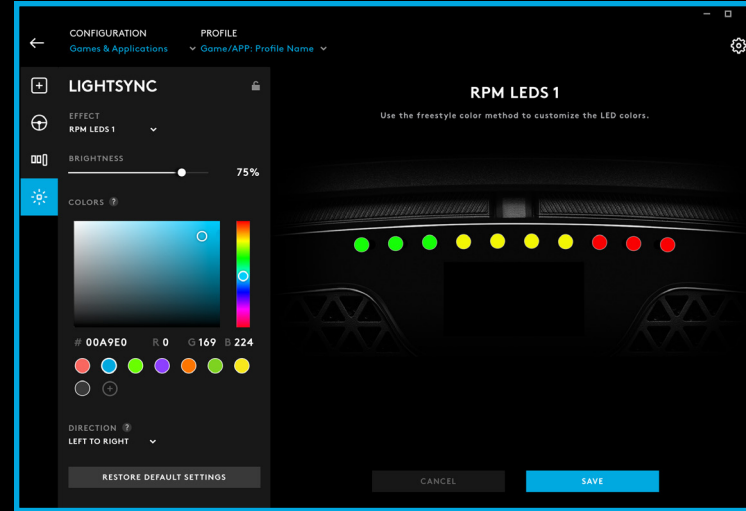 CONFIGURATION
Games & Applications
PROFILE
Game/APP: Profile Name
LIGHTSYNC
EFFECT
RPM LEDS 1
BRIGHTNESS
75%
COLORS ?
# 00A9E0 R 0 G 169 B 224
DIRECTION ?
LEFT TO RIGHT
RESTORE DEFAULT SETTINGS
RPM LEDS 1
Use the freestyle color method to customize the LED colors.
CANCEL
SAVE